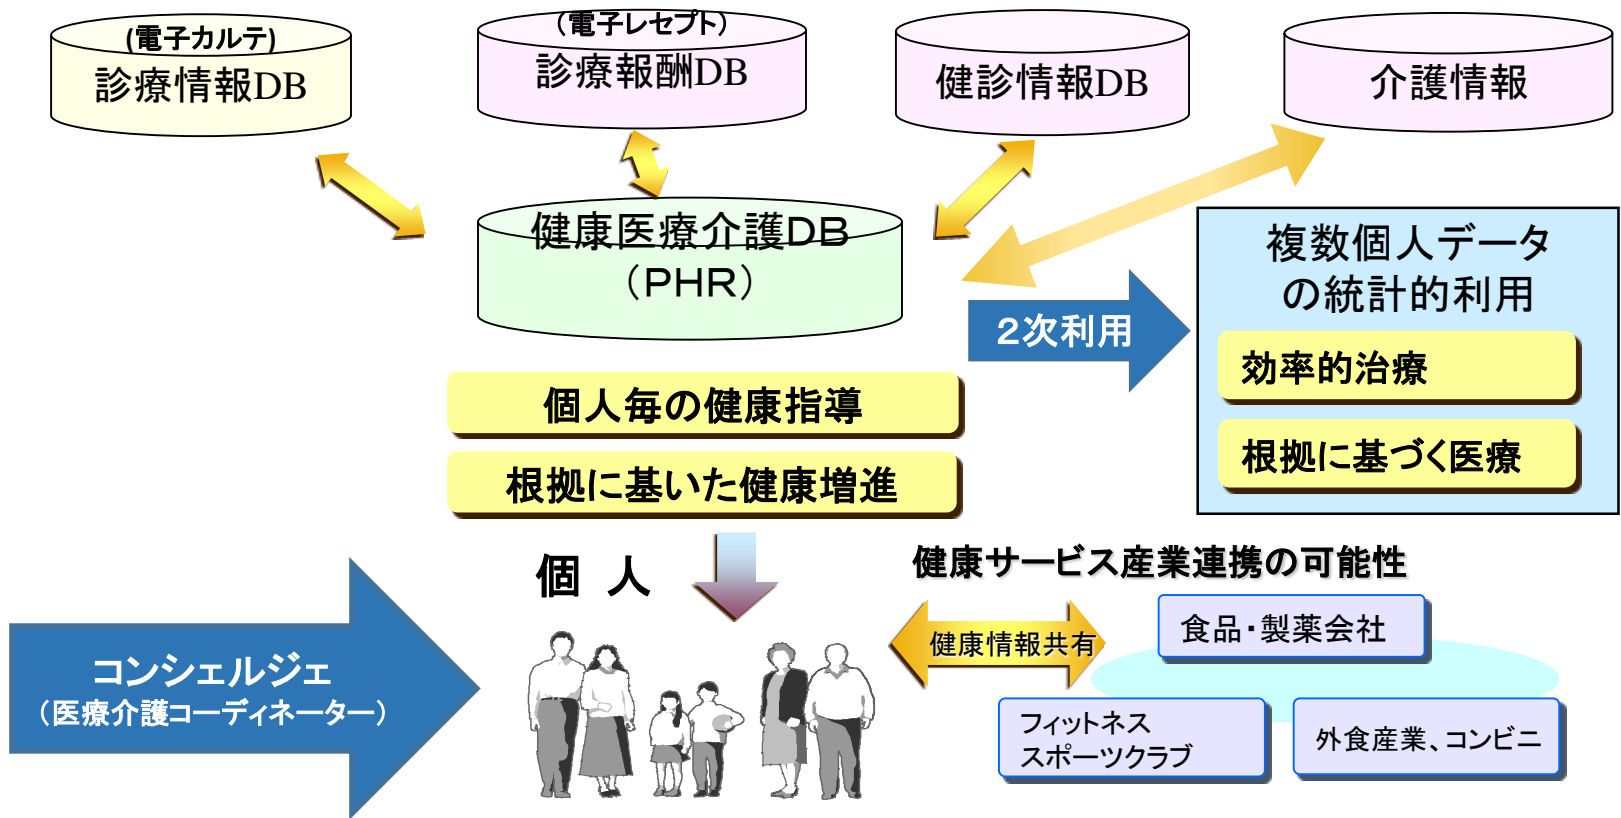 (電子カルテ)
診療情報DB
（電子レセプト）
診療報酬DB
健診情報DB
介護情報
健康医療介護ＤＢ
（ＰＨＲ）
２次利用
複数個人データ
の統計的利用
効率的治療
根拠に基づく医療
個人毎の健康指導
根拠に基いた健康増進
個 人
健康サービス産業連携の可能性
コンシェルジェ
（医療介護コーディネーター）
健康情報共有
食品・製薬会社
フィットネス
スポーツクラブ
外食産業、コンビニ